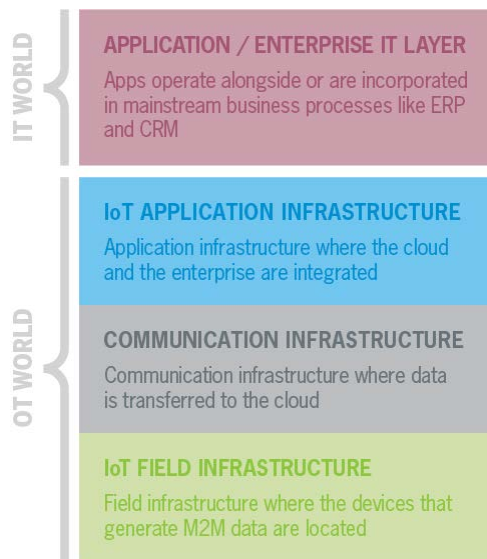 IT WORLD
APPLICATION / ENTERPRISE IT LAYER
Apps operate alongside or are incorporated
in mainstream business processes like ERP
and CRM
OT WORLD
IoT APPLICATION INFRASTRUCTURE
Application infrastructure where the cloud
and the enterprise are integrated
COMMUNICATION INFRASTRUCTURE
Communication infrastructure where data
is transferred to the cloud
IoT FIELD INFRASTRUCTURE
Field infrastructure where the devices that
generate M2M data are located